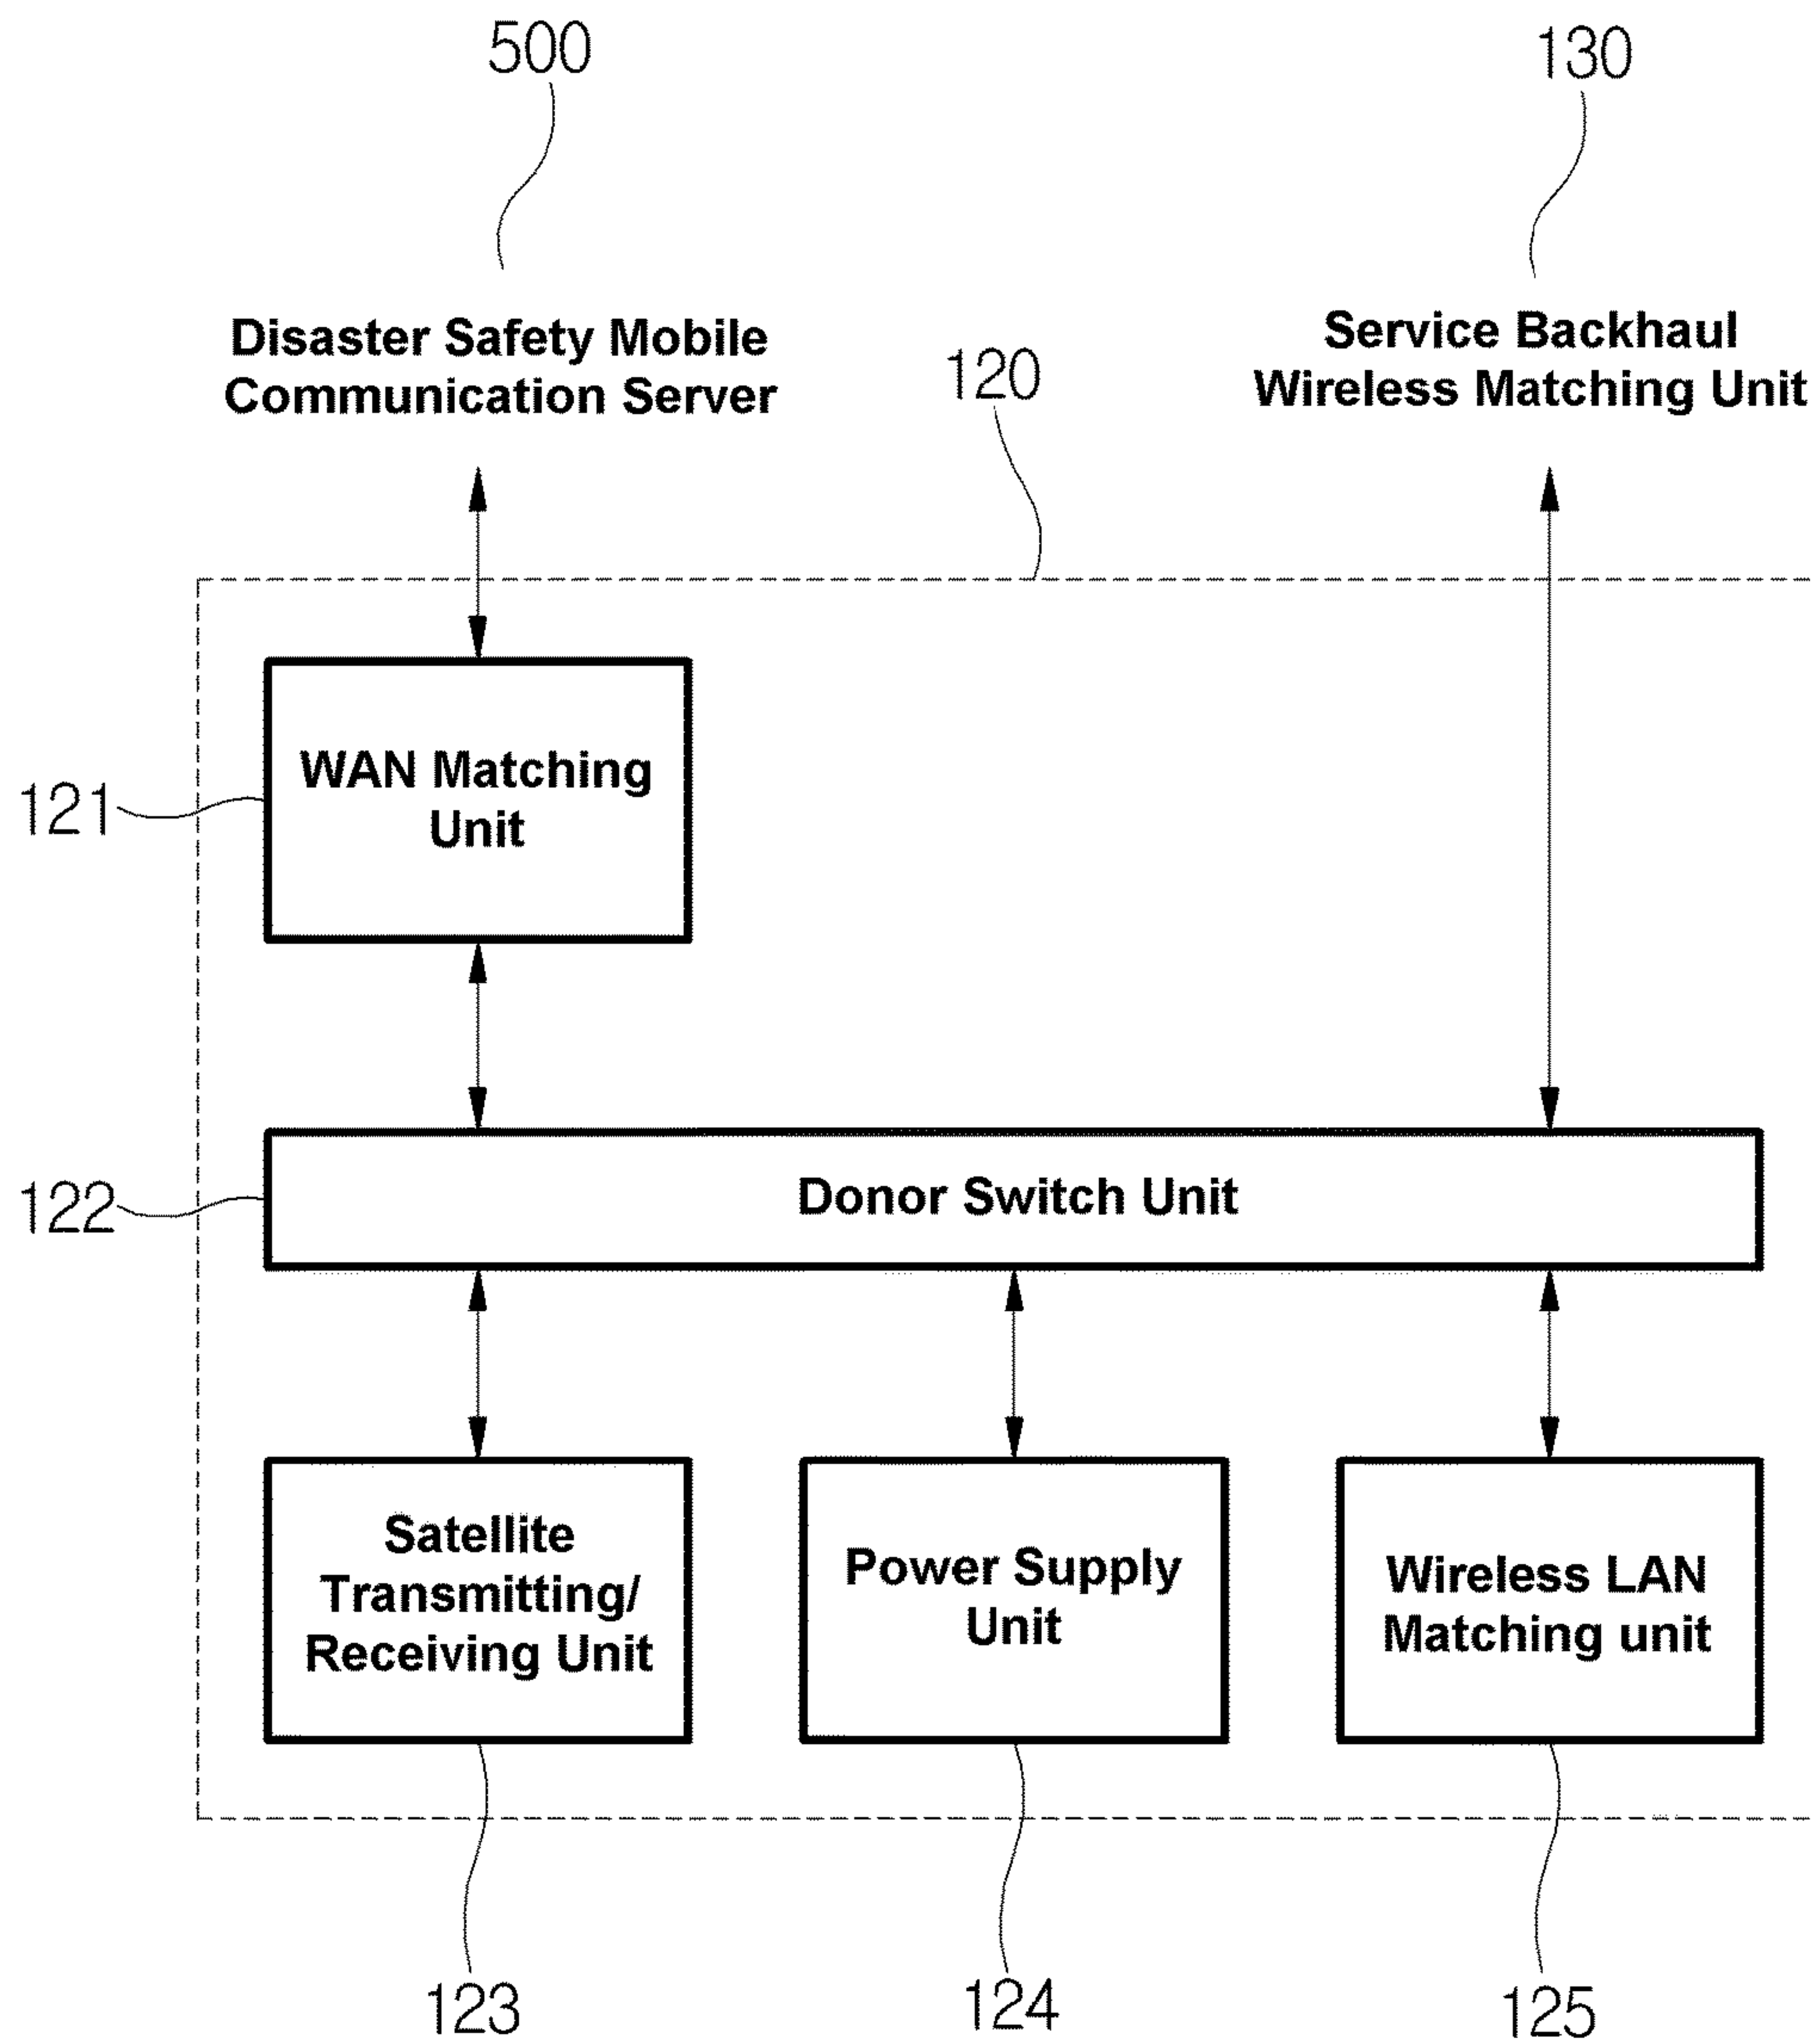 500
130
Disaster Safety Mobile
Communication Server
120
Service Backhaul
Wireless Matching Unit
WAN Matching
Unit
121
Donor Switch Unit
122
Satellite
Transmitting/
Receiving Unit
Power Supply
Unit
Wireless LAN
Matching unit
123
124
125